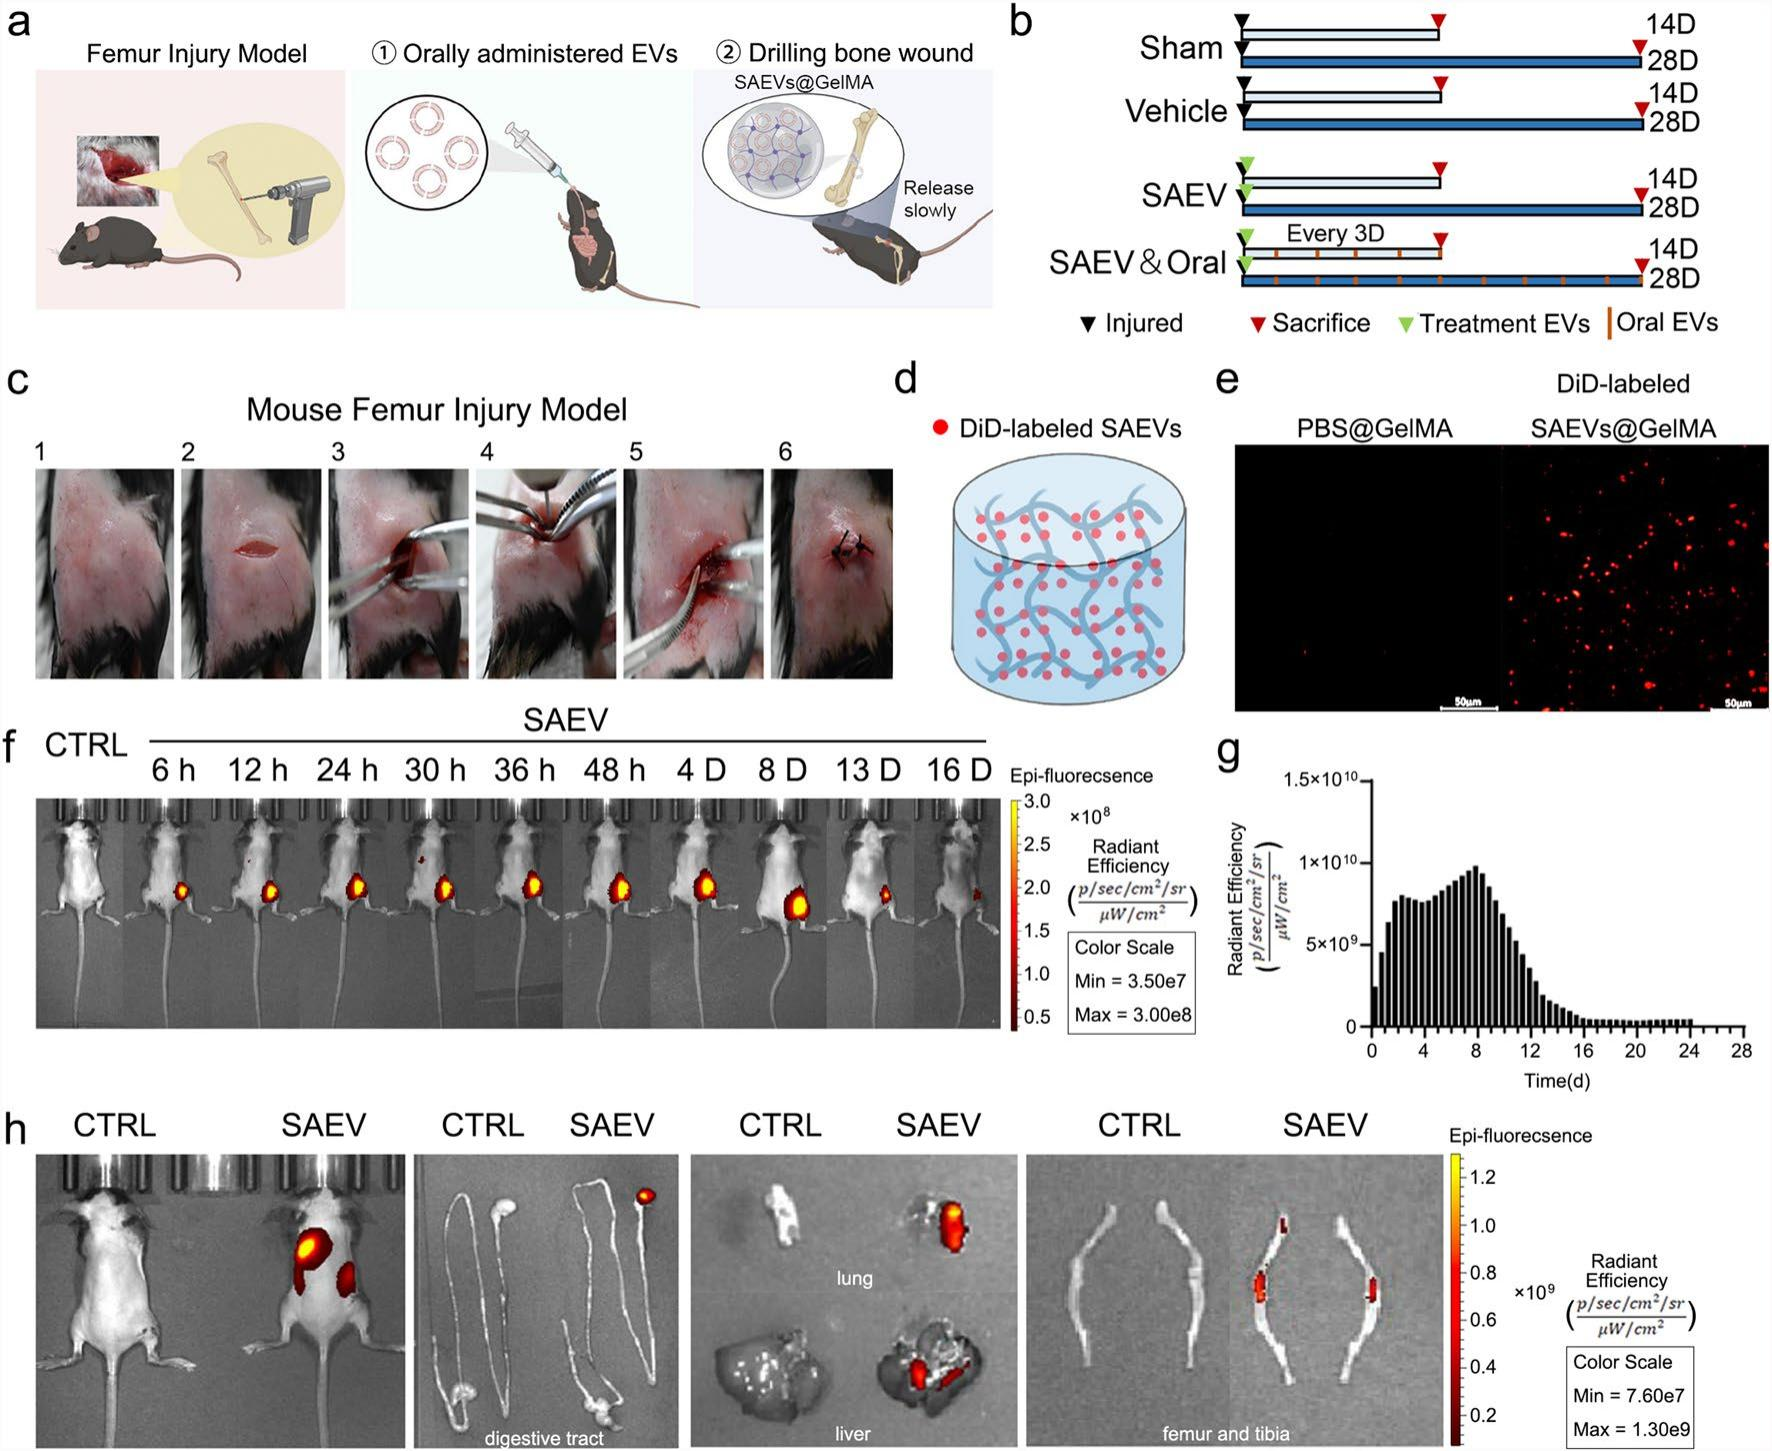 a
Femur Injury Model
① Orally administered EVs
② Drilling bone wound
SAEVs@GelMA
Release
slowly
b
Sham
14D
28D
Vehicle
14D
28D
SAEV
14D
28D
SAEV & Oral
Every 3D
14D
28D
Injured
Sacrifice
Treatment EVs
Oral EVs
c
Mouse Femur Injury Model
1 2 3 4 5 6
d
DiD-labeled SAEVs
e
PBS@GelMA
DiD-labeled
SAEVs@GelMA
50μm
50μm
f
CTRL
SAEV
6 h 12 h 24 h 30 h 36 h 48 h 4 D 8 D 13 D 16 D
Epi-fluorecsence
3.0
2.5
2.0
1.5
1.0
0.5
×10⁸
Radiant
Efficiency
(p/sec/cm²/sr
μW/cm²)
Color Scale
Min = 3.50e7
Max = 3.00e8
g
Radiant Efficiency
(p/sec/cm²/sr
μW/cm²)
1.5×10¹⁰
1×10¹⁰
5×10⁹
0
0 4 8 12 16 20 24 28
Time(d)
h
CTRL SAEV
CTRL SAEV
digestive tract
CTRL SAEV
lung
liver
CTRL SAEV
femur and tibia
Epi-fluorecsence
1.2
1.0
0.8
0.6
0.4
0.2
×10⁹
Radiant
Efficiency
(p/sec/cm²/sr
μW/cm²)
Color Scale
Min = 7.60e7
Max = 1.30e9